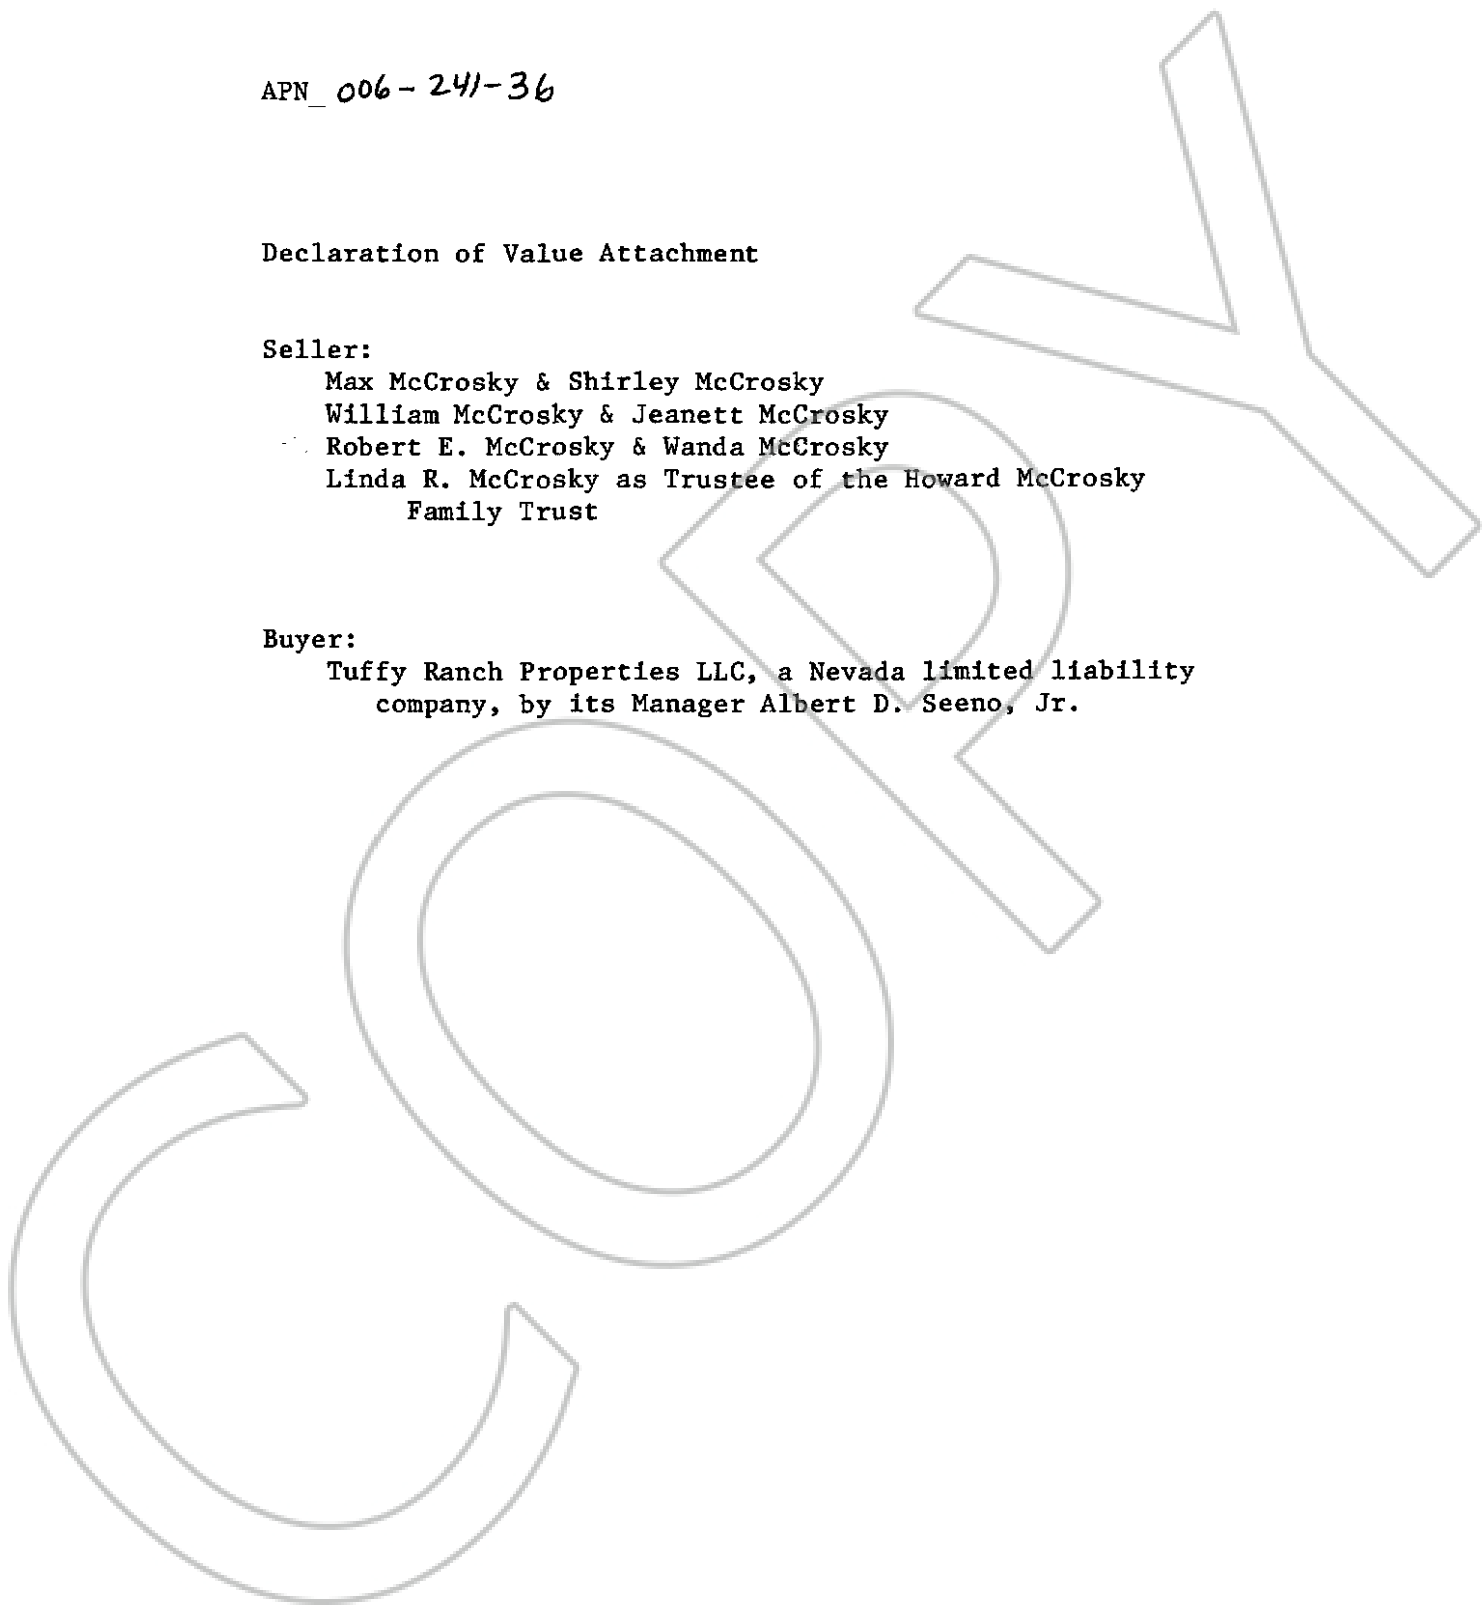 APN_ 006-241-36
Declaration of Value Attachment
Seller:
Max McCrosky & Shirley McCrosky
William McCrosky & Jeanett McCrosky
Robert E. McCrosky & Wanda McCrosky
Linda R. McCrosky as Trustee of the Howard McCrosky
Family Trust
Buyer:
Tuffy Ranch Properties LLC, a Nevada limited liability
company, by its Manager Albert D. Seeno, Jr.
COPY